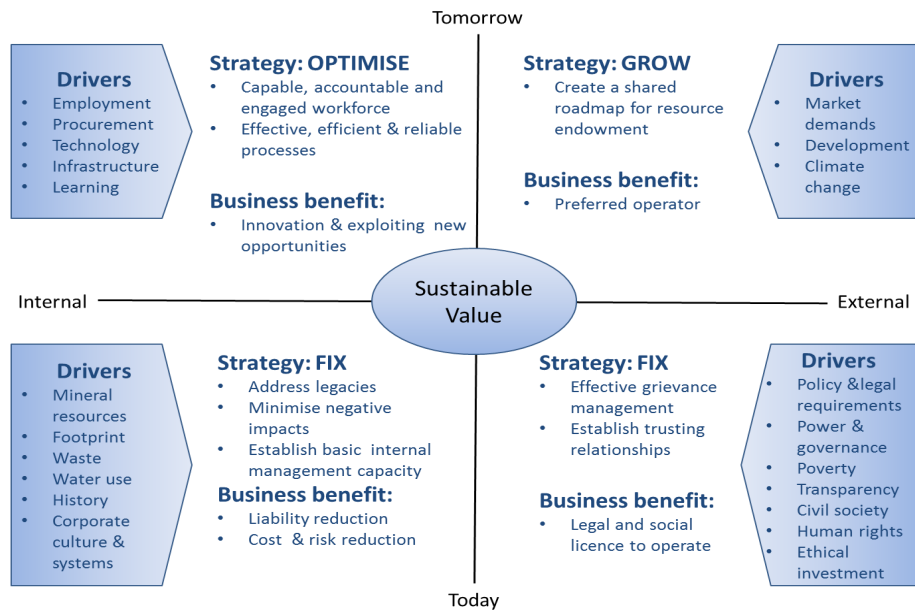 Tomorrow
Drivers
• Employment
• Procurement
• Technology
• Infrastructure
• Learning
Strategy: OPTIMISE
• Capable, accountable and
engaged workforce
• Effective, efficient & reliable
processes
Business benefit:
• Innovation & exploiting new
opportunities
Strategy: GROW
• Create a shared
roadmap for resource
endowment
Business benefit:
• Preferred operator
Drivers
• Market
demands
• Development
• Climate
change
Internal
Sustainable
Value
External
Drivers
• Mineral
resources
• Footprint
• Waste
• Water use
• History
• Corporate
culture &
systems
Strategy: FIX
• Address legacies
• Minimise negative
impacts
• Establish basic internal
management capacity
Business benefit:
• Liability reduction
• Cost & risk reduction
Strategy: FIX
• Effective grievance
management
• Establish trusting
relationships
Business benefit:
• Legal and social
licence to operate
Drivers
• Policy &legal
requirements
• Power &
governance
• Poverty
• Transparency
• Civil society
• Human rights
• Ethical
investment
Today